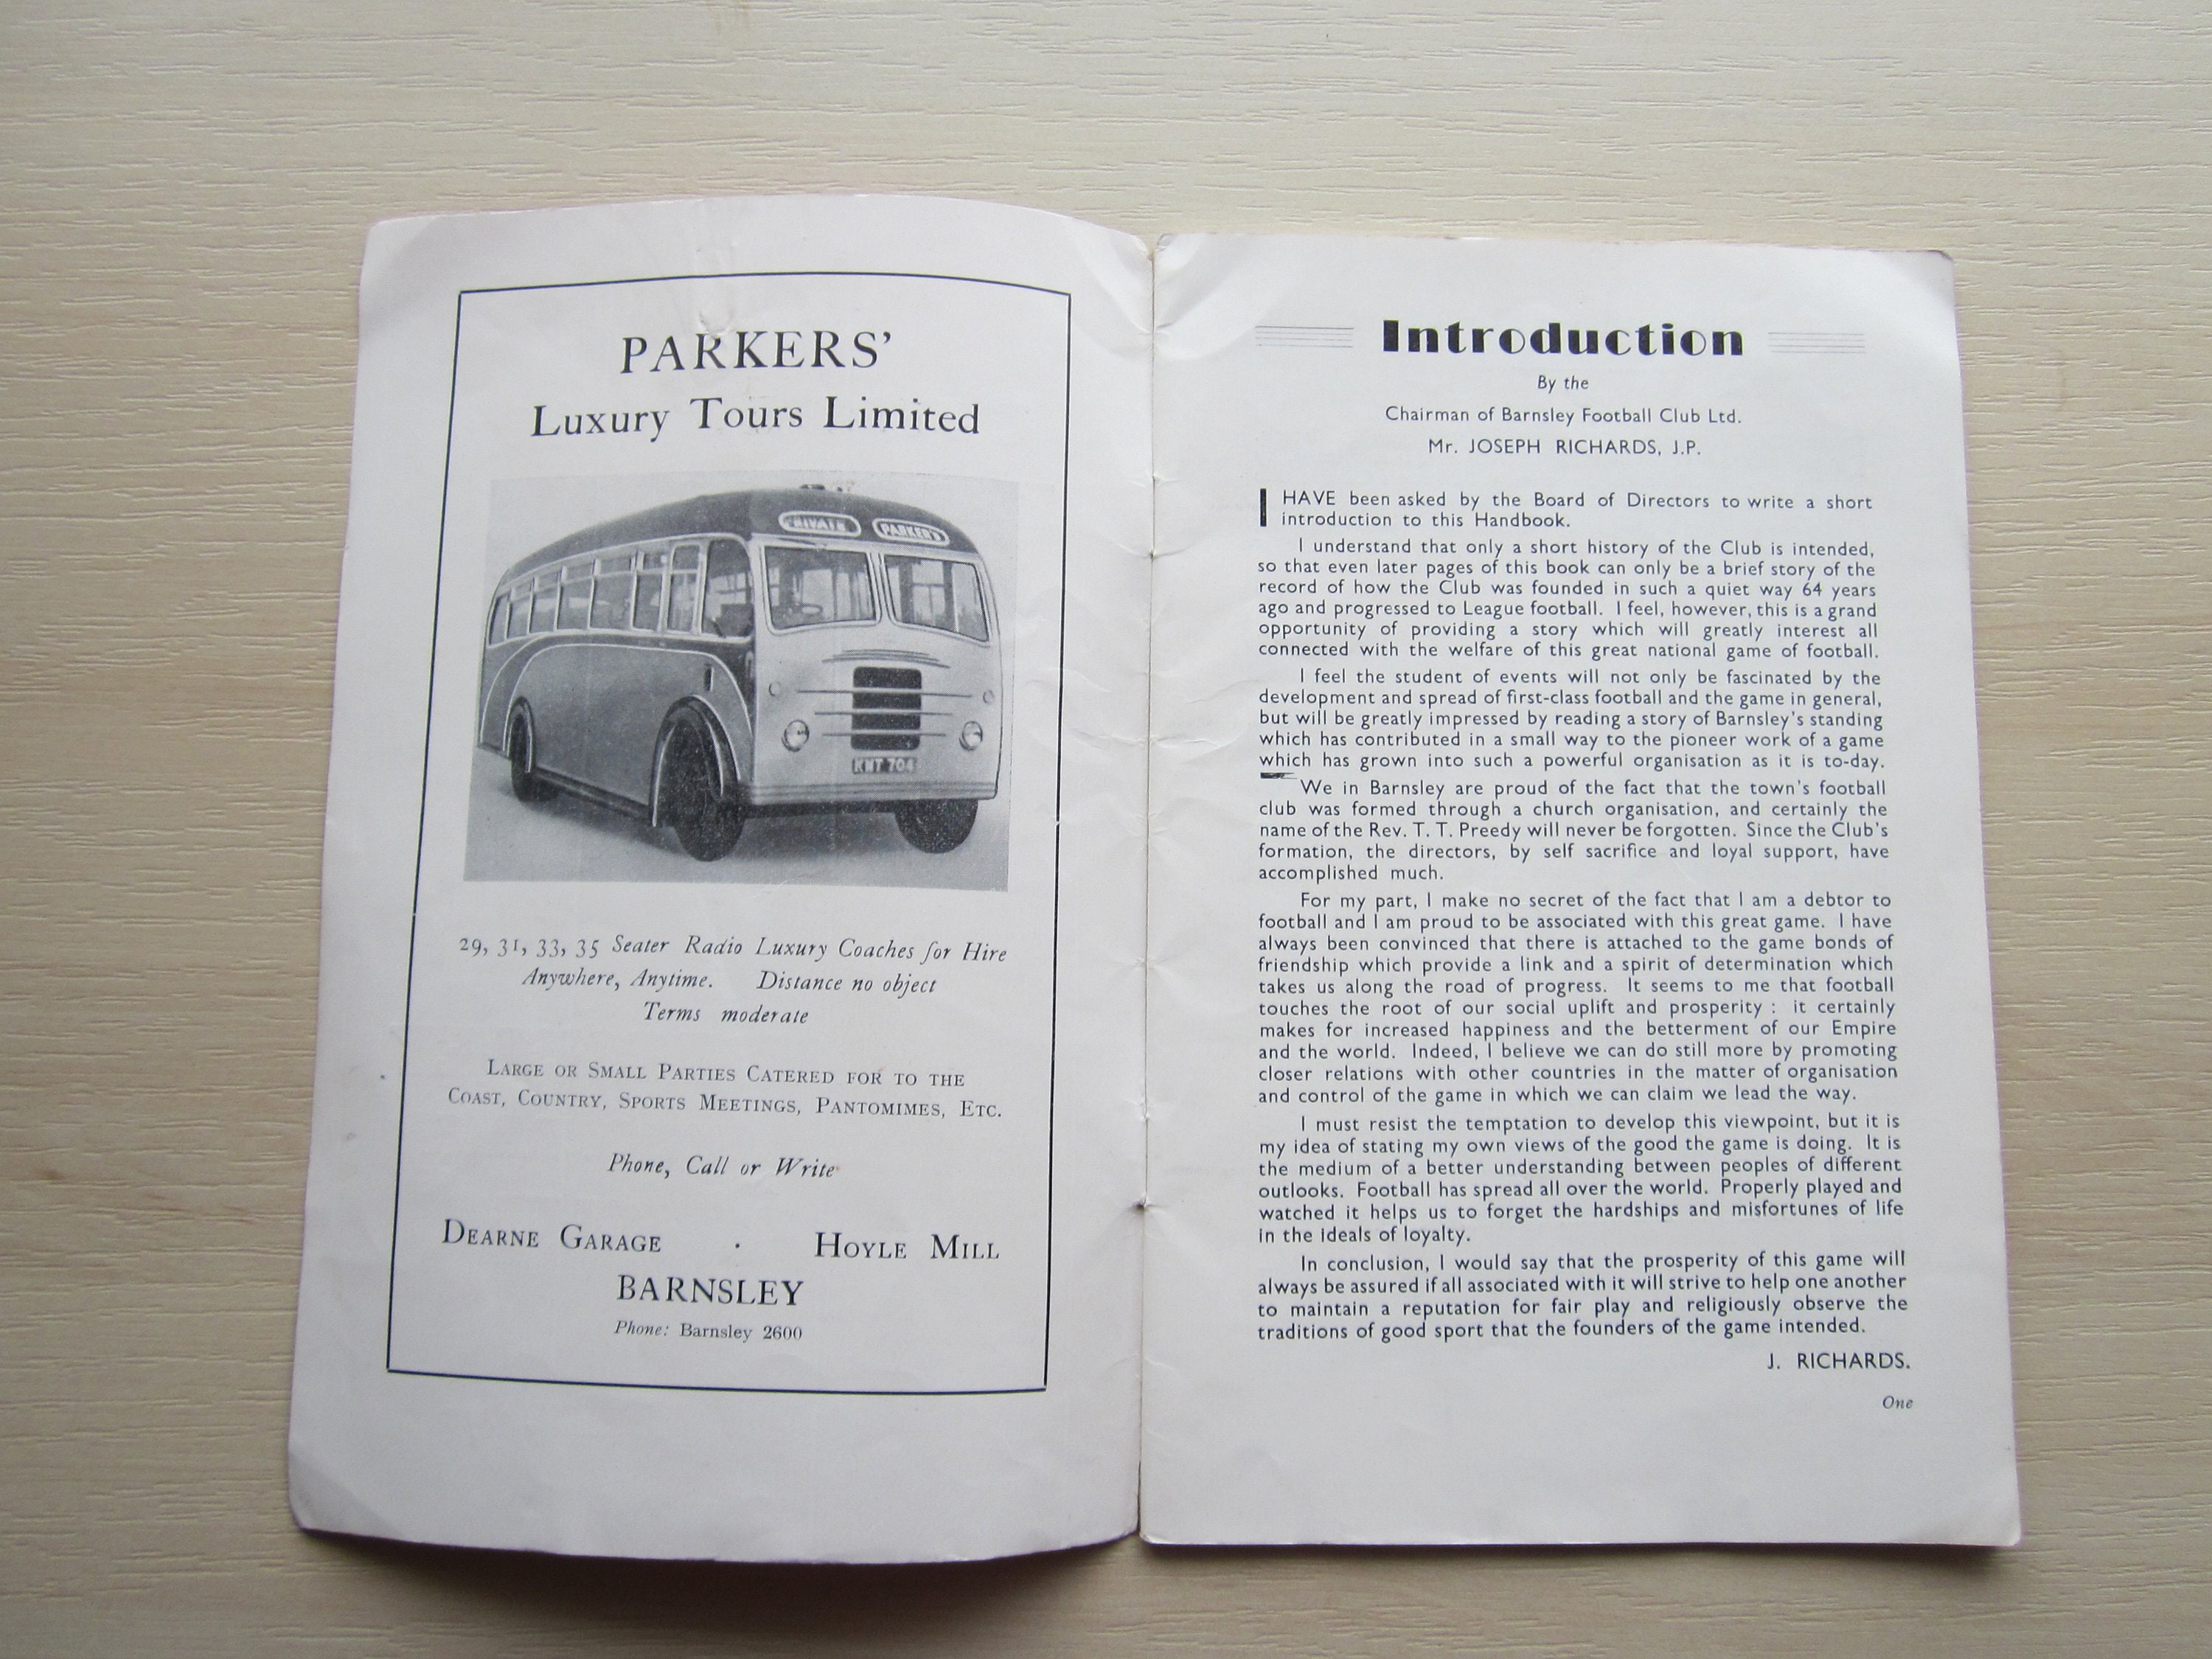 PARKERS'
Luxury Tours Limited
PRIVATE
PARKER'S
KWT 704
29, 31, 33, 35 Seater Radio Luxury Coaches for Hire
Anywhere, Anytime. Distance no object
Terms moderate
LARGE OR SMALL PARTIES CATERED FOR TO THE
COAST, COUNTRY, SPORTS MEETINGS, PANTOMIMES, ETC.
Phone, Call or Write
DEARNE GARAGE · HOYLE MILL
BARNSLEY
Phone: Barnsley 2600
Introduction
By the
Chairman of Barnsley Football Club Ltd.
Mr. JOSEPH RICHARDS, J.P.
I HAVE been asked by the Board of Directors to write a short
introduction to this Handbook.
I understand that only a short history of the Club is intended,
so that even later pages of this book can only be a brief story of the
record of how the Club was founded in such a quiet way 64 years
ago and progressed to League football. I feel, however, this is a grand
opportunity of providing a story which will greatly interest all
connected with the welfare of this great national game of football.
I feel the student of events will not only be fascinated by the
development and spread of first-class football and the game in general,
but will be greatly impressed by reading a story of Barnsley's standing
which has contributed in a small way to the pioneer work of a game
which has grown into such a powerful organisation as it is to-day.
We in Barnsley are proud of the fact that the town's football
club was formed through a church organisation, and certainly the
name of the Rev. T. T. Preedy will never be forgotten. Since the Club's
formation, the directors, by self sacrifice and loyal support, have
accomplished much.
For my part, I make no secret of the fact that I am a debtor to
football and I am proud to be associated with this great game. I have
always been convinced that there is attached to the game bonds of
friendship which provide a link and a spirit of determination which
takes us along the road of progress. It seems to me that football
touches the root of our social uplift and prosperity : it certainly
makes for increased happiness and the betterment of our Empire
and the world. Indeed, I believe we can do still more by promoting
closer relations with other countries in the matter of organisation
and control of the game in which we can claim we lead the way.
I must resist the temptation to develop this viewpoint, but it is
my idea of stating my own views of the good the game is doing. It is
the medium of a better understanding between peoples of different
outlooks. Football has spread all over the world. Properly played and
watched it helps us to forget the hardships and misfortunes of life
in the ideals of loyalty.
In conclusion, I would say that the prosperity of this game will
always be assured if all associated with it will strive to help one another
to maintain a reputation for fair play and religiously observe the
traditions of good sport that the founders of the game intended.
J. RICHARDS.
One